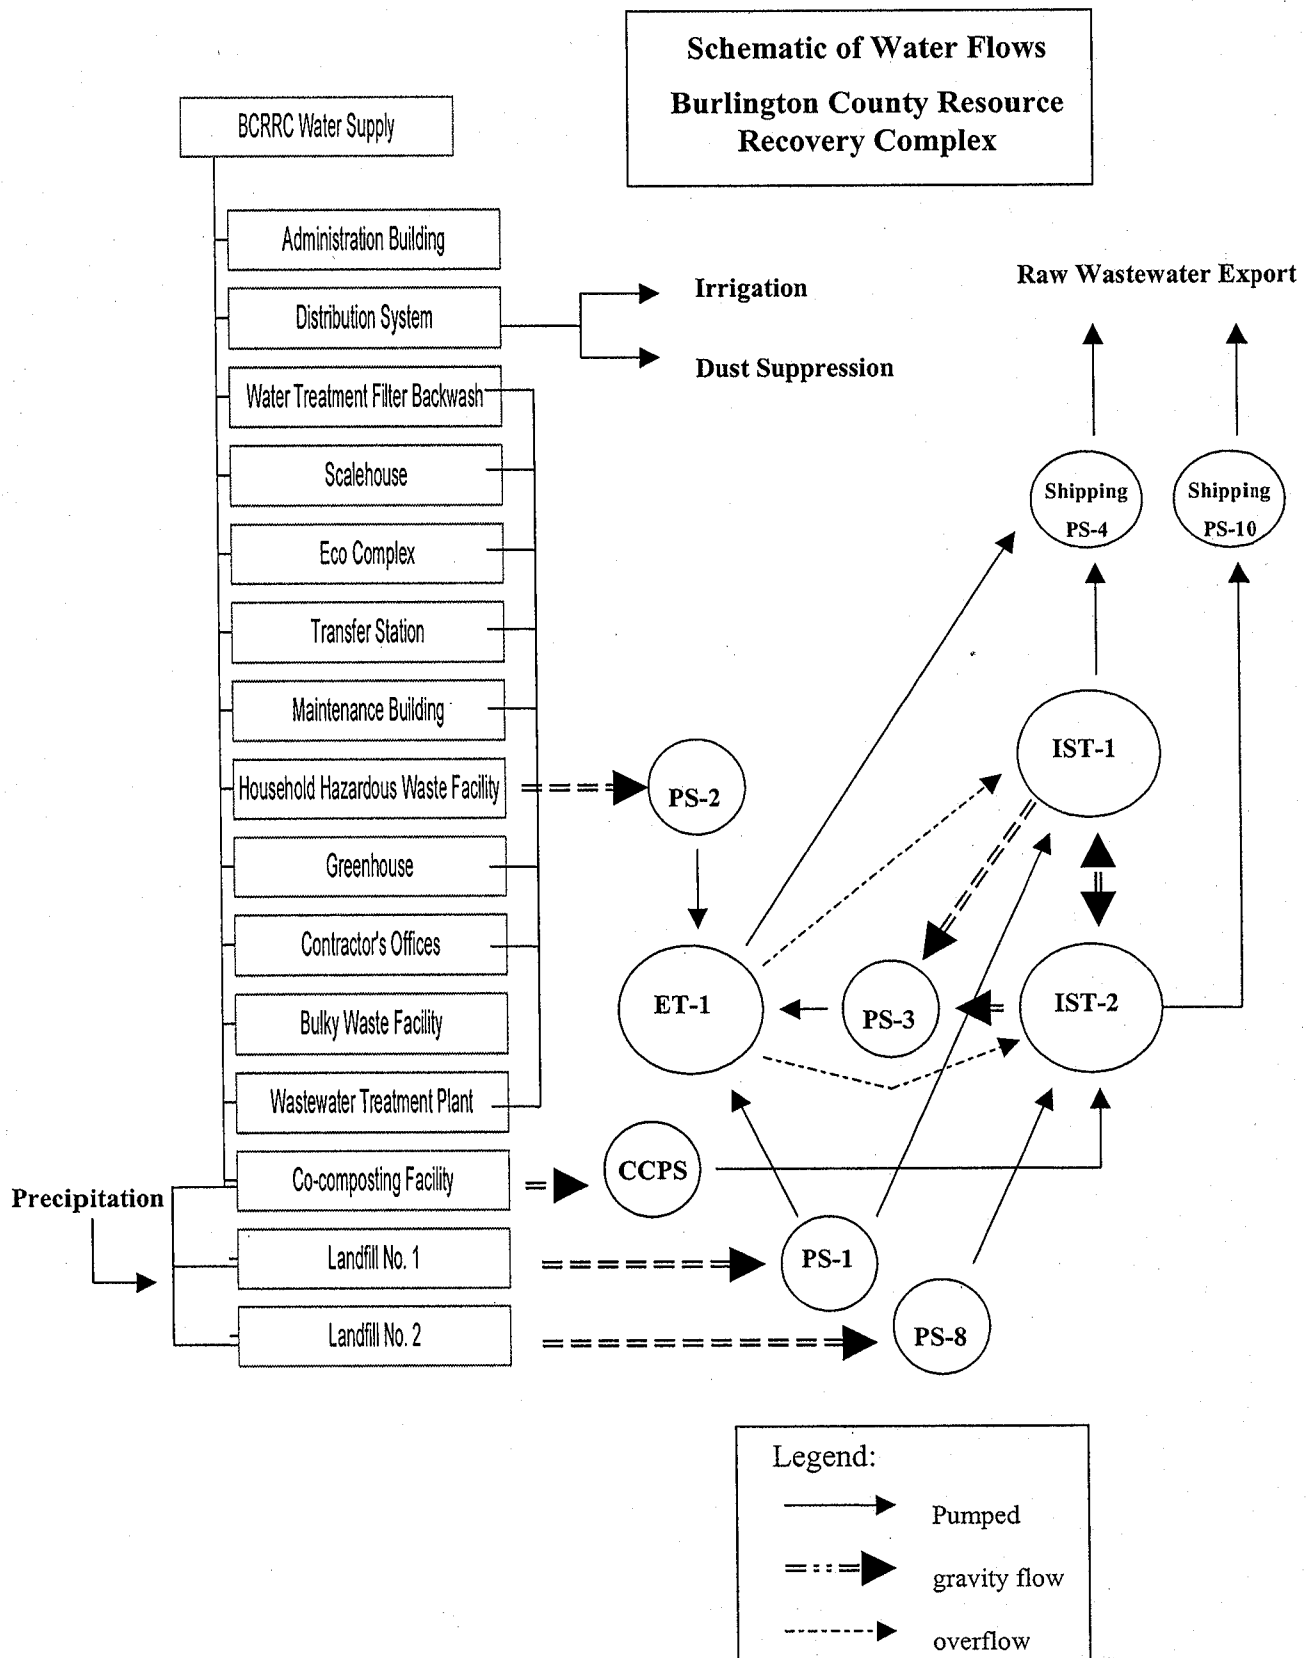 Schematic of Water Flows
Burlington County Resource
Recovery Complex
BCRRC Water Supply
Administration Building
Distribution System
Irrigation
Dust Suppression
Raw Wastewater Export
Water Treatment Filter Backwash
Scalehouse
Shipping
PS-4
Shipping
PS-10
Eco Complex
Transfer Station
Maintenance Building
IST-1
Household Hazardous Waste Facility
PS-2
Greenhouse
Contractor's Offices
ET-1
PS-3
IST-2
Bulky Waste Facility
Wastewater Treatment Plant
Co-composting Facility
CCPS
Precipitation
Landfill No. 1
PS-1
Landfill No. 2
PS-8
Legend:
Pumped
gravity flow
overflow